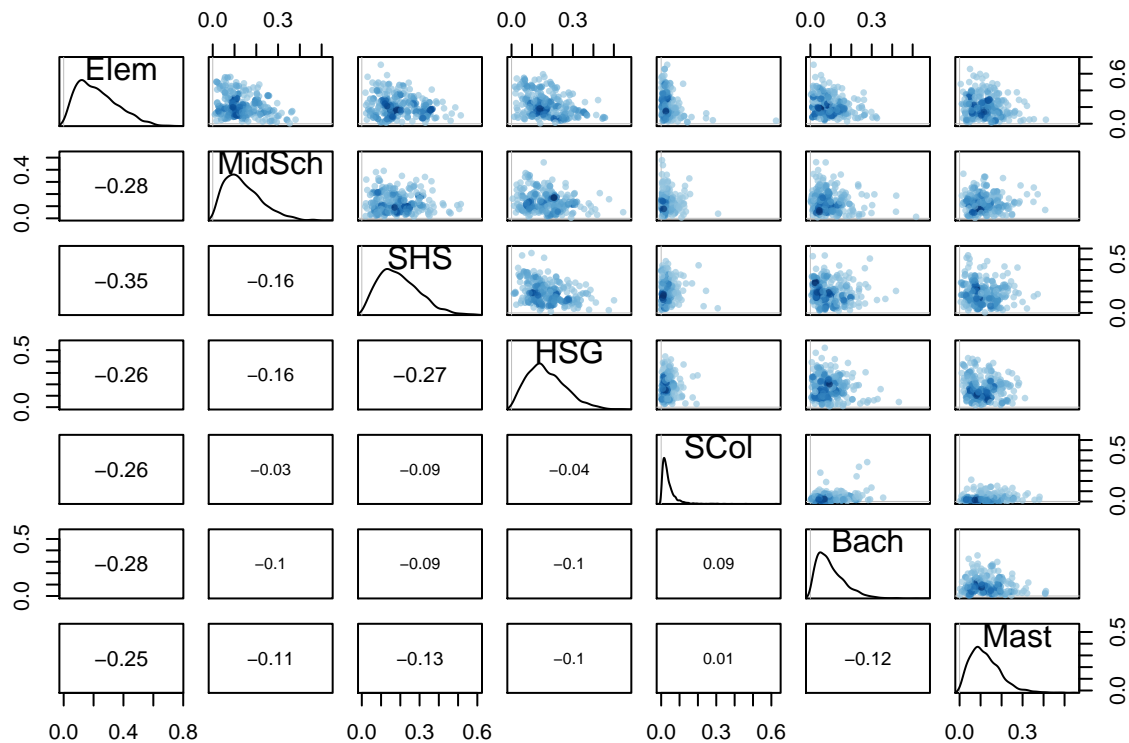 0.0 0.3 0.0 0.3 0.0 0.3
Elem 0.0 0.6
0.0 0.4 −0.28 MidSch
−0.35 −0.16 SHS 0.0 0.5
0.0 0.5 −0.26 −0.16 −0.27 HSG
−0.26 −0.03 −0.09 −0.04 SCol 0.0 0.5
0.0 0.5 −0.28 −0.1 −0.09 −0.1 0.09 Bach
−0.25 −0.11 −0.13 −0.1 0.01 −0.12 Mast 0.0 0.5
0.0 0.4 0.8 0.0 0.3 0.6 0.0 0.3 0.6 0.0 0.3